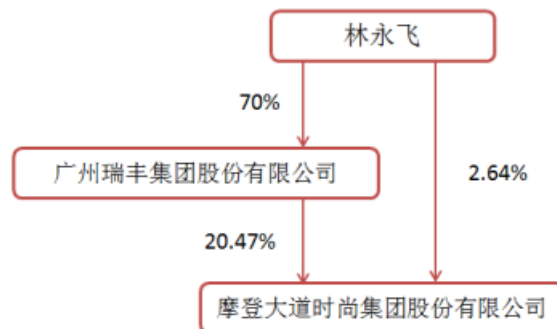 林永飞
70%
广州瑞丰集团股份有限公司
2.64%
20.47%
摩登大道时尚集团股份有限公司